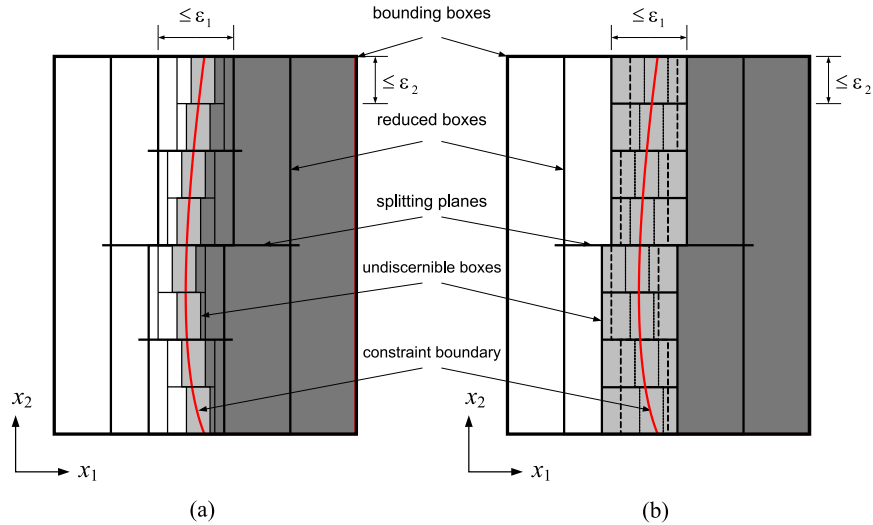 bounding boxes
≤ ε1
≤ ε1
≤ ε2
≤ ε2
reduced boxes
splitting planes
undiscernible boxes
constraint boundary
x2
x2
x1
x1
(a)
(b)